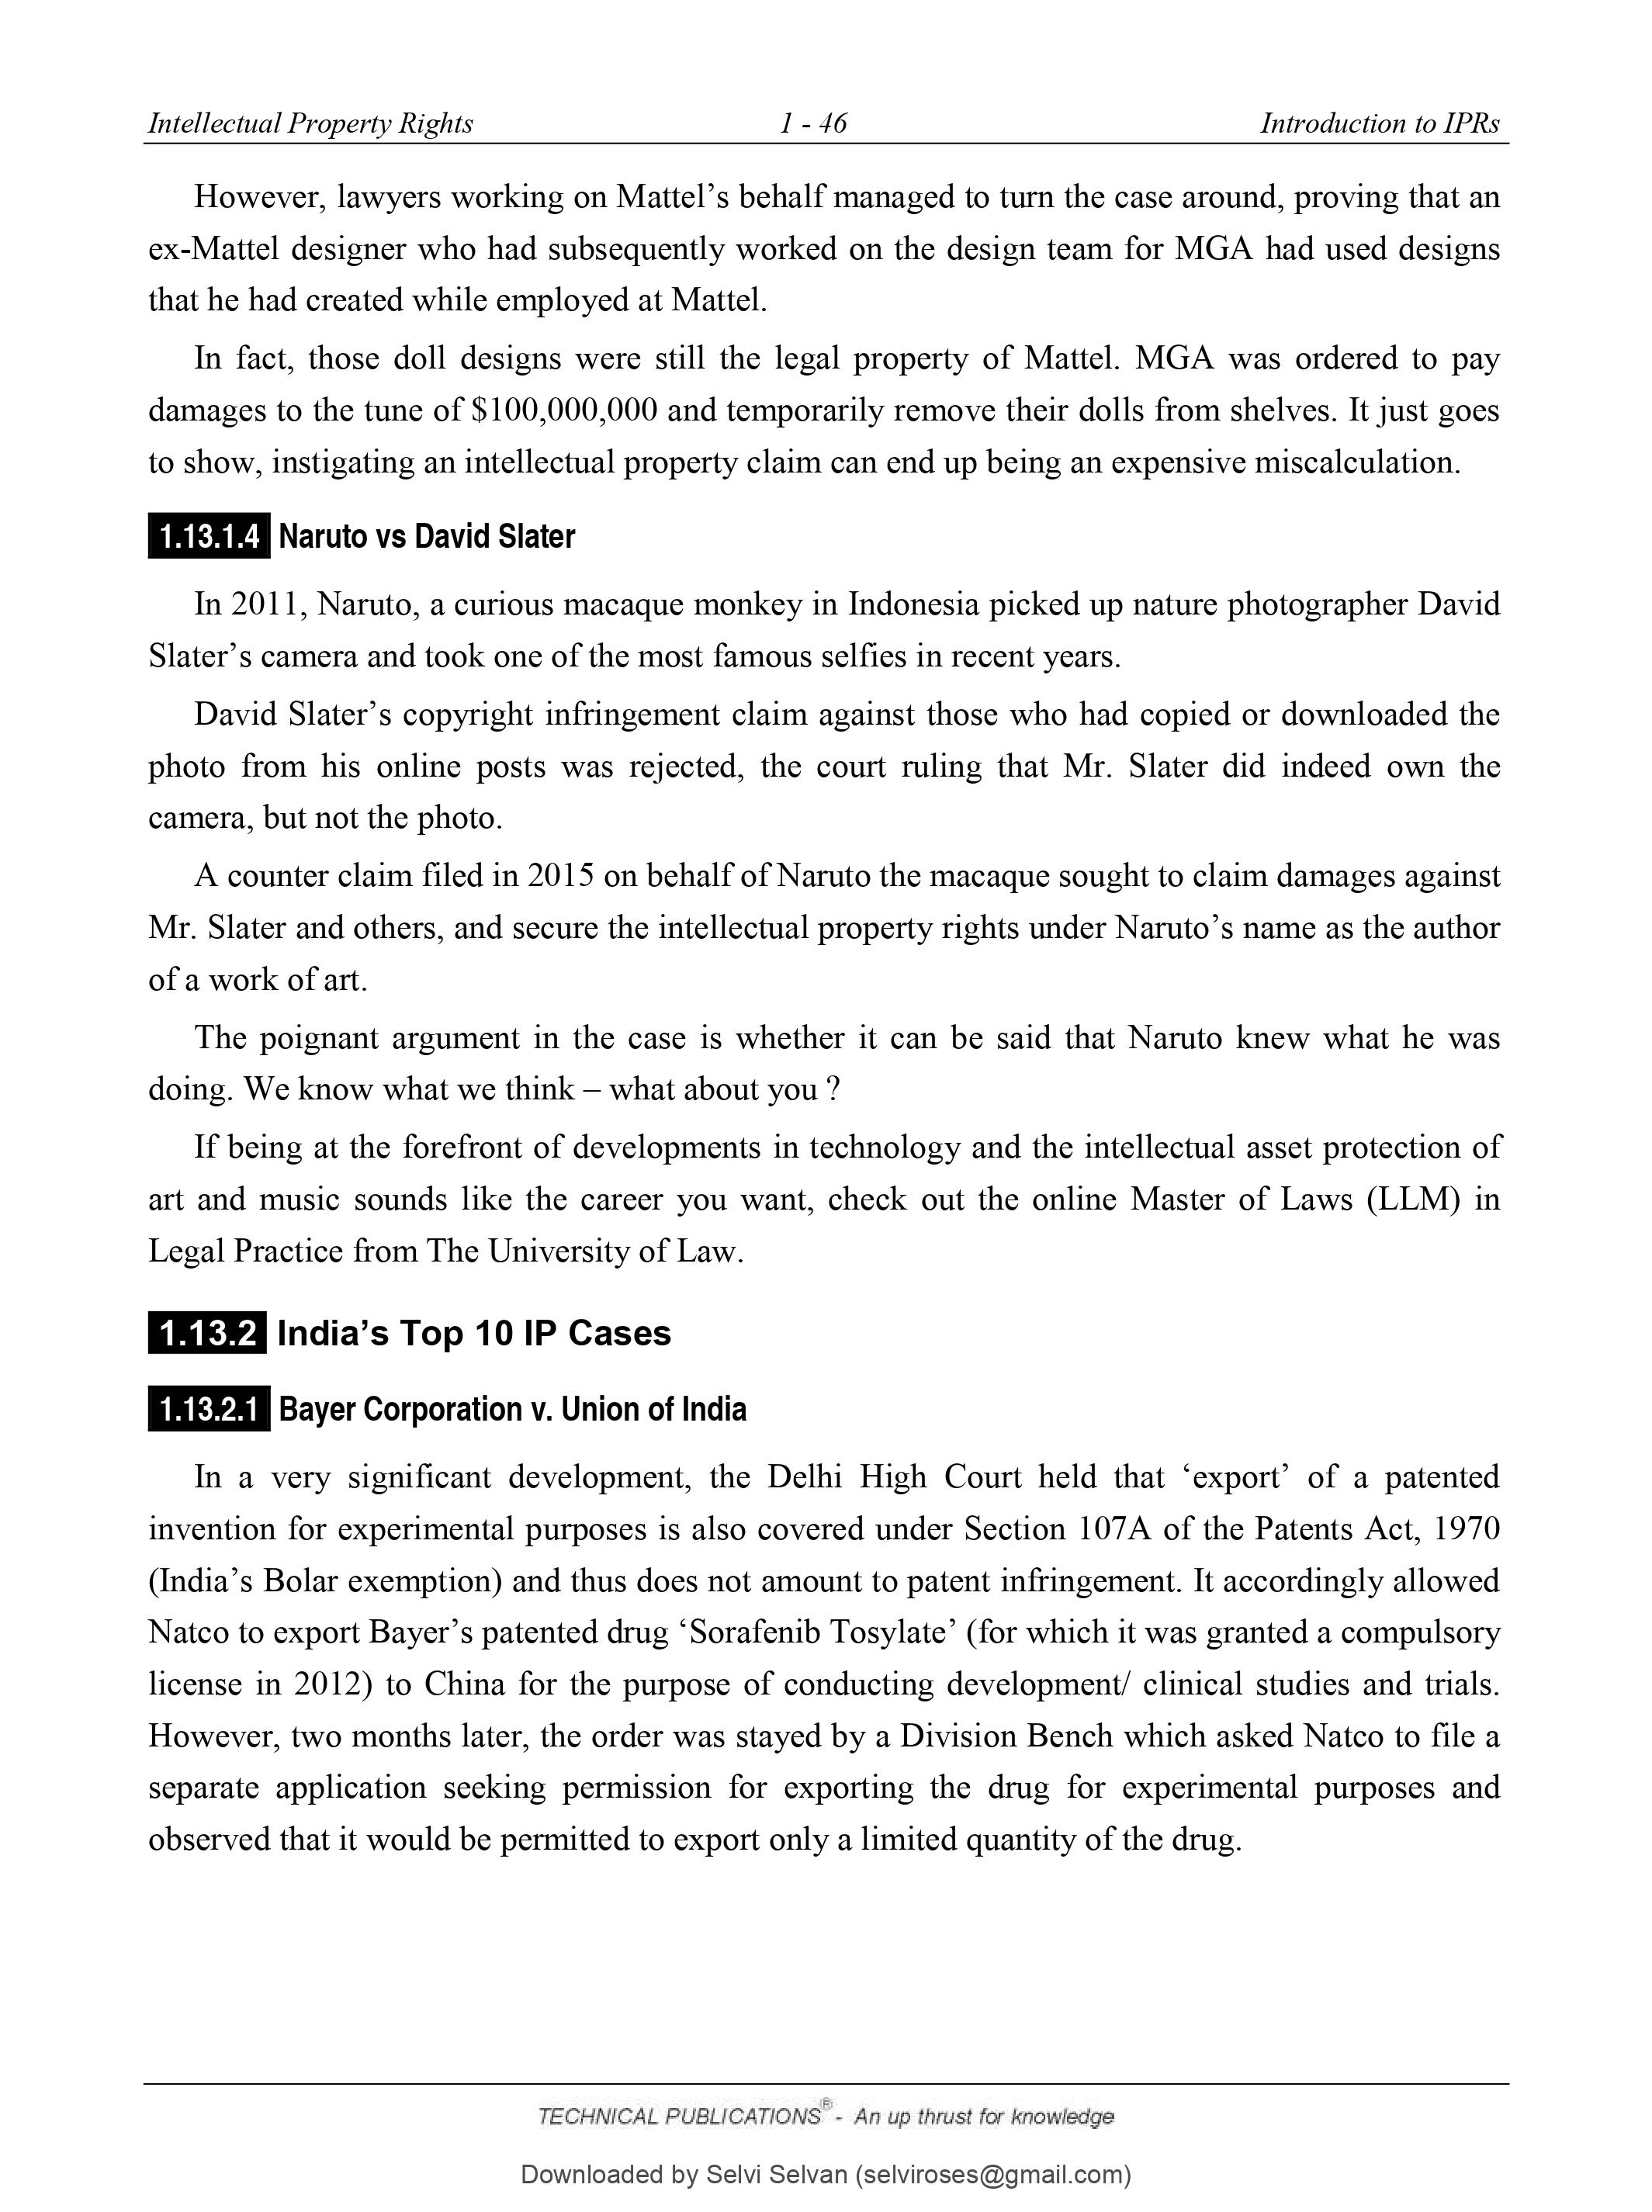 Intellectual Property Rights 1 - 46 Introduction to IPRs
However, lawyers working on Mattel’s behalf managed to turn the case around, proving that an
ex-Mattel designer who had subsequently worked on the design team for MGA had used designs
that he had created while employed at Mattel.
In fact, those doll designs were still the legal property of Mattel. MGA was ordered to pay
damages to the tune of $100,000,000 and temporarily remove their dolls from shelves. It just goes
to show, instigating an intellectual property claim can end up being an expensive miscalculation.
1.13.1.4 Naruto vs David Slater
In 2011, Naruto, a curious macaque monkey in Indonesia picked up nature photographer David
Slater’s camera and took one of the most famous selfies in recent years.
David Slater’s copyright infringement claim against those who had copied or downloaded the
photo from his online posts was rejected, the court ruling that Mr. Slater did indeed own the
camera, but not the photo.
A counter claim filed in 2015 on behalf of Naruto the macaque sought to claim damages against
Mr. Slater and others, and secure the intellectual property rights under Naruto’s name as the author
of a work of art.
The poignant argument in the case is whether it can be said that Naruto knew what he was
doing. We know what we think – what about you ?
If being at the forefront of developments in technology and the intellectual asset protection of
art and music sounds like the career you want, check out the online Master of Laws (LLM) in
Legal Practice from The University of Law.
1.13.2 India’s Top 10 IP Cases
1.13.2.1 Bayer Corporation v. Union of India
In a very significant development, the Delhi High Court held that ‘export’ of a patented
invention for experimental purposes is also covered under Section 107A of the Patents Act, 1970
(India’s Bolar exemption) and thus does not amount to patent infringement. It accordingly allowed
Natco to export Bayer’s patented drug ‘Sorafenib Tosylate’ (for which it was granted a compulsory
license in 2012) to China for the purpose of conducting development/ clinical studies and trials.
However, two months later, the order was stayed by a Division Bench which asked Natco to file a
separate application seeking permission for exporting the drug for experimental purposes and
observed that it would be permitted to export only a limited quantity of the drug.
TECHNICAL PUBLICATIONS® - An up thrust for knowledge
Downloaded by Selvi Selvan (selviroses@gmail.com)